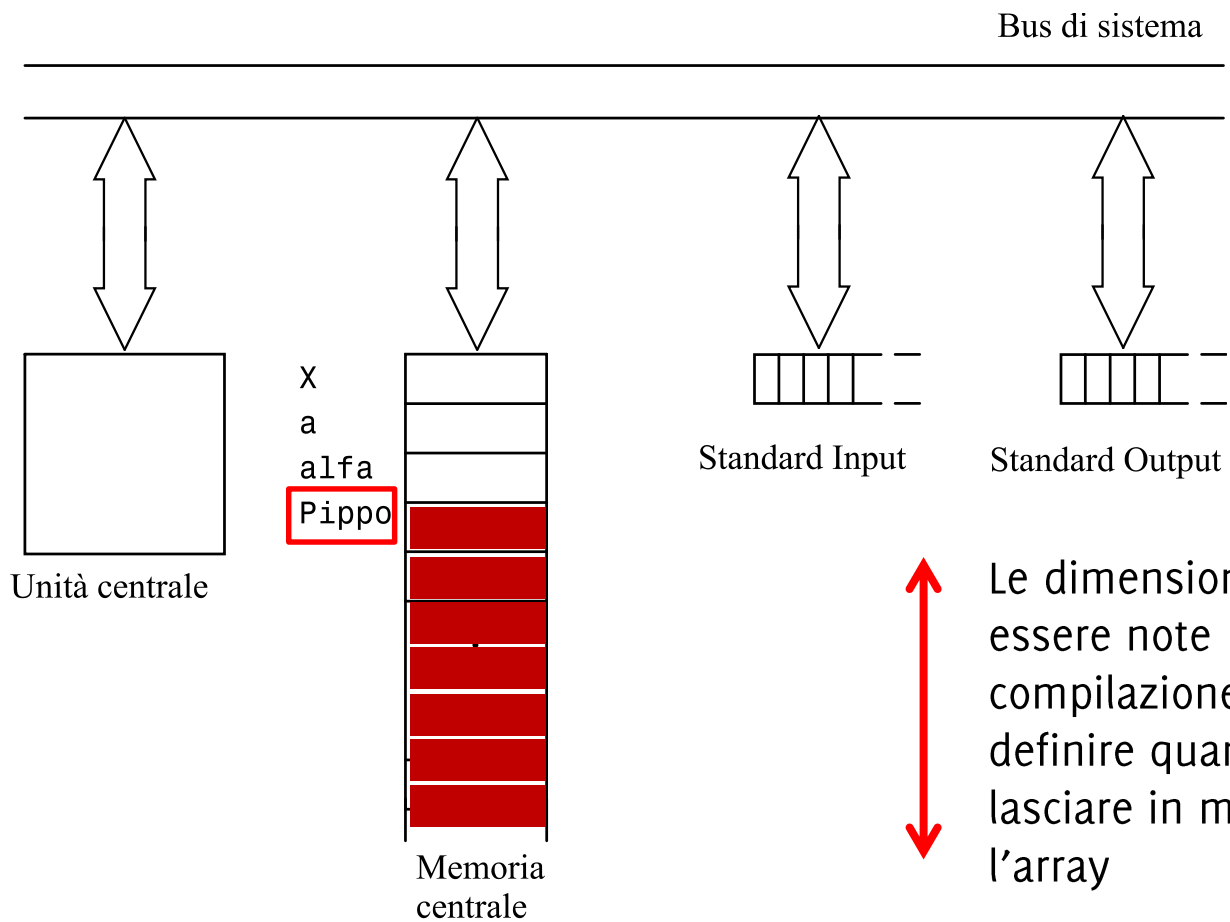 Bus di sistema
X
a
alfa
Pippo
Unità centrale
Memoria
centrale
Standard Input
Standard Output
Le dimension
essere note
compilazione
definire quan
lasciare in m
l'array